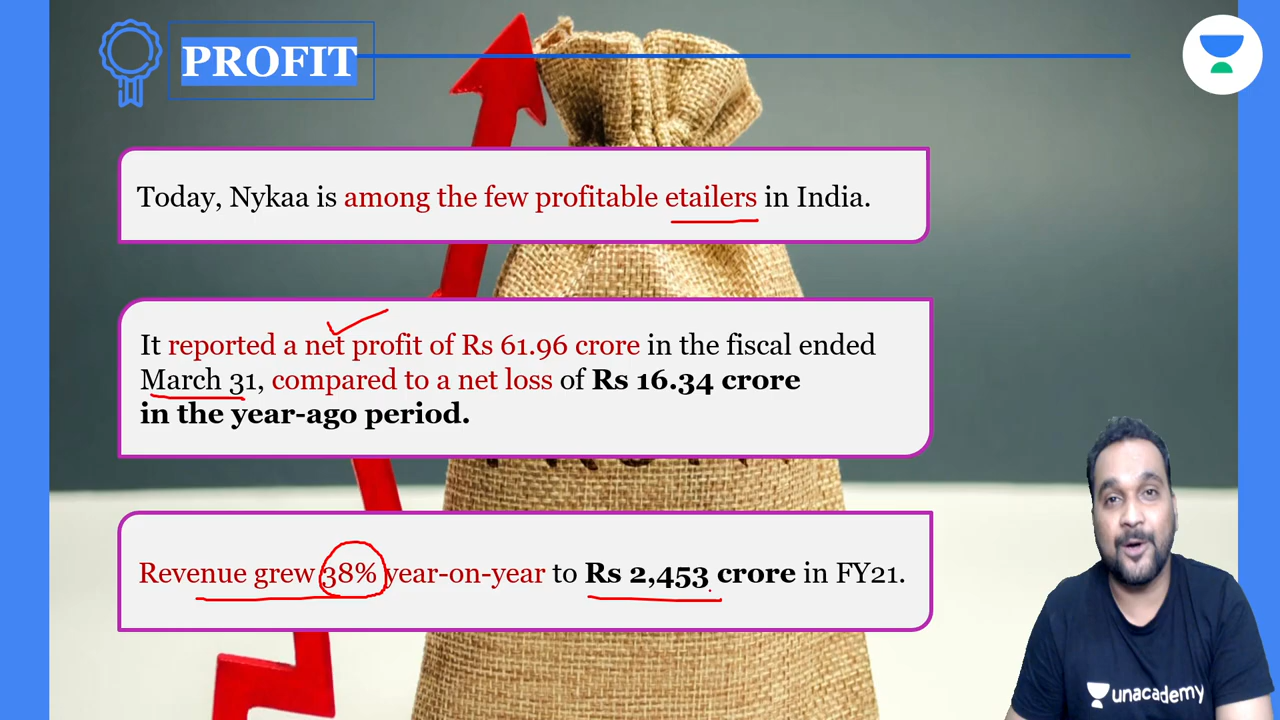 PROFIT
Today, Nykaa is among the few profitable etailers in India.
It reported a net profit of Rs 61.96 crore in the fiscal ended
March 31, compared to a net loss of Rs 16.34 crore
in the year-ago period.
Revenue grew 38% year-on-year to Rs 2,453 crore in FY21.
unacademy